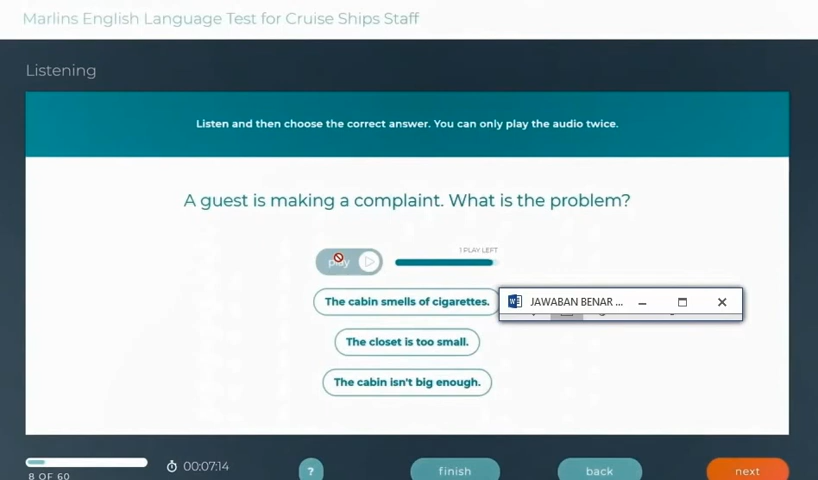 Marlins English Language Test for Cruise Ships Staff
Listening
Listen and then choose the correct answer. You can only play the audio twice.
A guest is making a complaint. What is the problem?
play
1 PLAY LEFT
The cabin smells of cigarettes.
JAWABAN BENAR ...
The closet is too small.
The cabin isn't big enough.
8 OF 60
00:07:14
?
finish
back
next